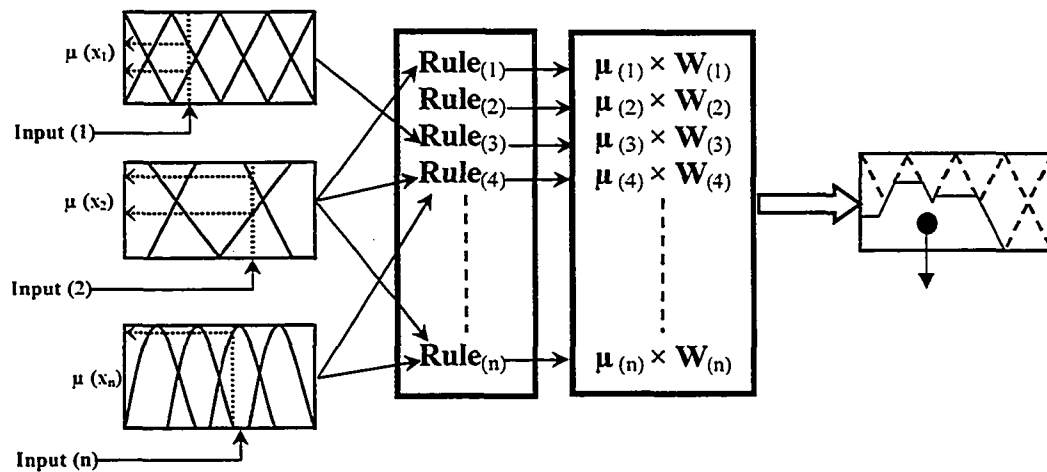 μ (x₁)
Input (1)
μ (x₂)
Input (2)
μ (xₙ)
Input (n)
Rule₍₁₎
Rule₍₂₎
Rule₍₃₎
Rule₍₄₎
Rule₍ₙ₎
μ ₍₁₎ × W₍₁₎
μ ₍₂₎ × W₍₂₎
μ ₍₃₎ × W₍₃₎
μ ₍₄₎ × W₍₄₎
μ ₍ₙ₎ × W₍ₙ₎